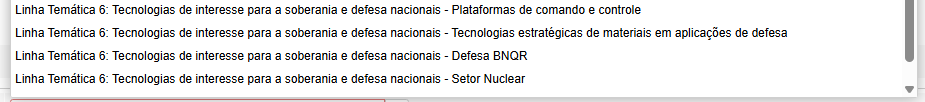 Linha Temática 6: Tecnologias de interesse para a soberania e defesa nacionais - Plataformas de comando e controle
Linha Temática 6: Tecnologias de interesse para a soberania e defesa nacionais - Tecnologias estratégicas de materiais em aplicações de defesa
Linha Temática 6: Tecnologias de interesse para a soberania e defesa nacionais - Defesa BNQR
Linha Temática 6: Tecnologias de interesse para a soberania e defesa nacionais - Setor Nuclear